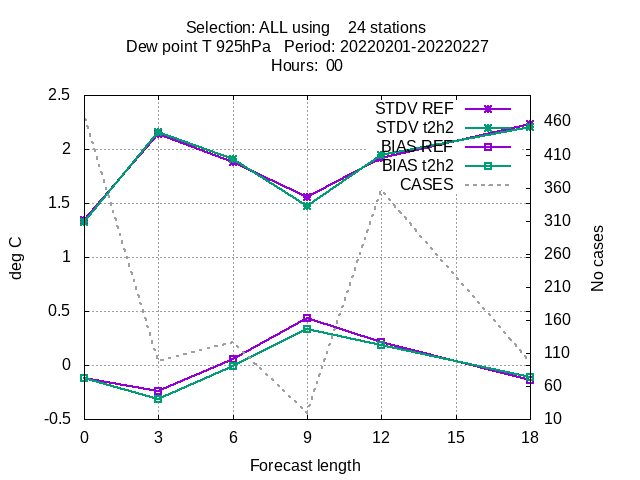 Selection: ALL using    24 stations
Dew point T 925hPa   Period: 20220201-20220227
Hours:  00
STDV REF
STDV t2h2
BIAS REF
BIAS t2h2
CASES
2.5
2
1.5
1
0.5
0
-0.5
deg C
460
410
360
310
260
210
160
110
60
10
No cases
0 3 6 9 12 15 18
Forecast length